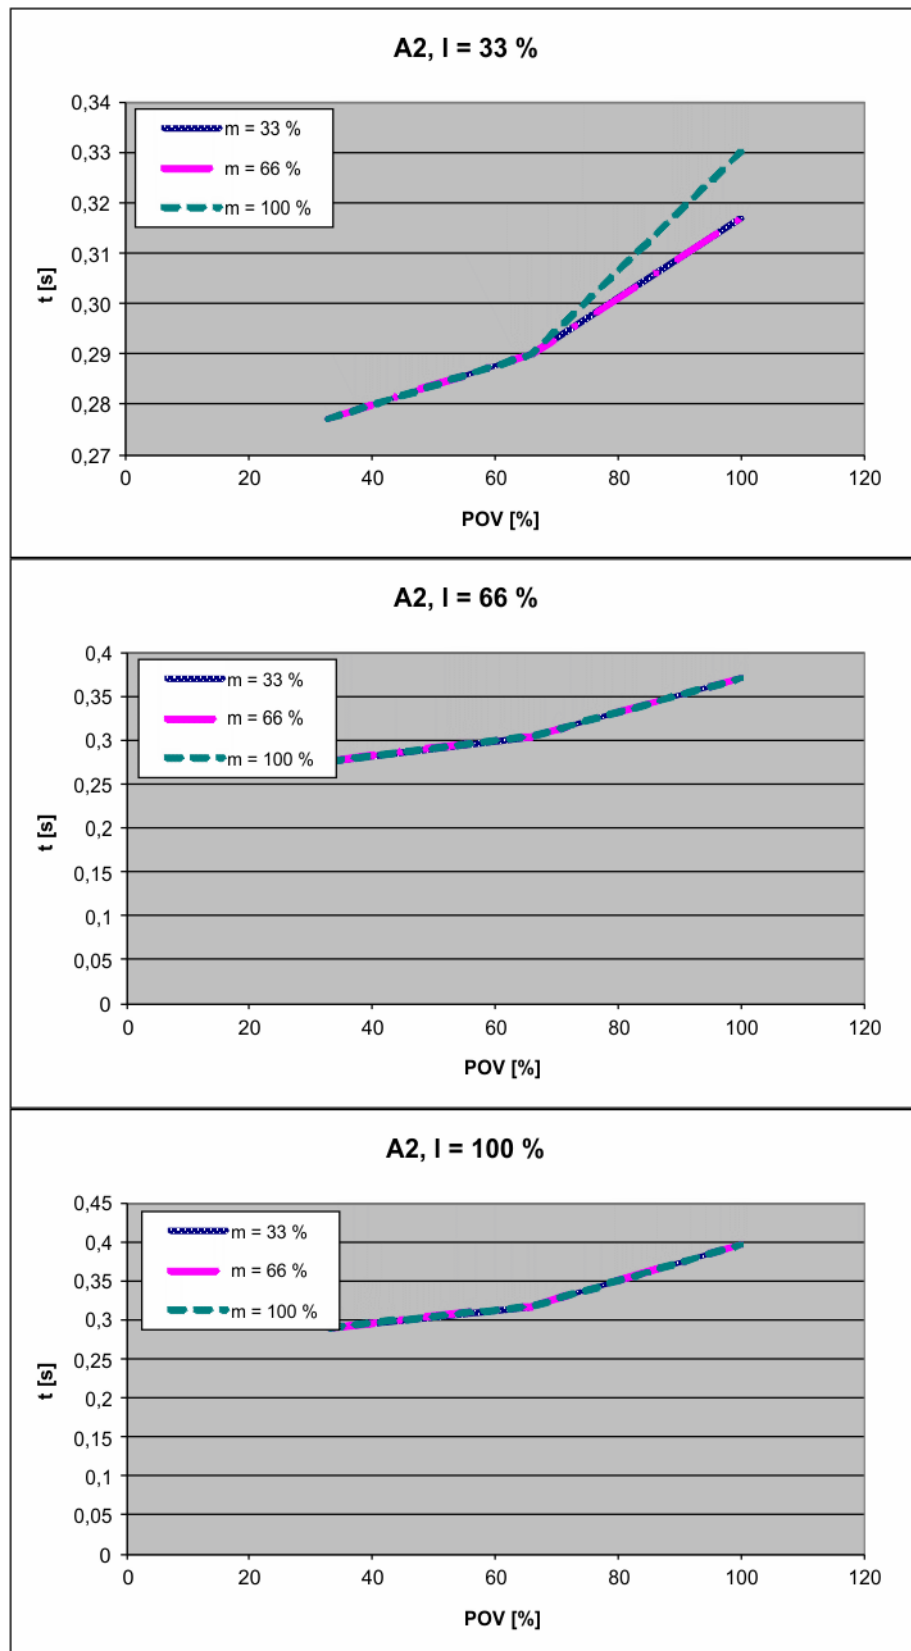 A2, l = 33 %
0,34
0,33
0,32
0,31
0,30
0,29
0,28
0,27
m = 33 %
m = 66 %
m = 100 %
t [s]
0 20 40 60 80 100 120
POV [%]
A2, l = 66 %
0,4
0,35
0,3
0,25
0,2
0,15
0,1
0,05
0
m = 33 %
m = 66 %
m = 100 %
t [s]
0 20 40 60 80 100 120
POV [%]
A2, l = 100 %
0,45
0,4
0,35
0,3
0,25
0,2
0,15
0,1
0,05
0
m = 33 %
m = 66 %
m = 100 %
t [s]
0 20 40 60 80 100 120
POV [%]